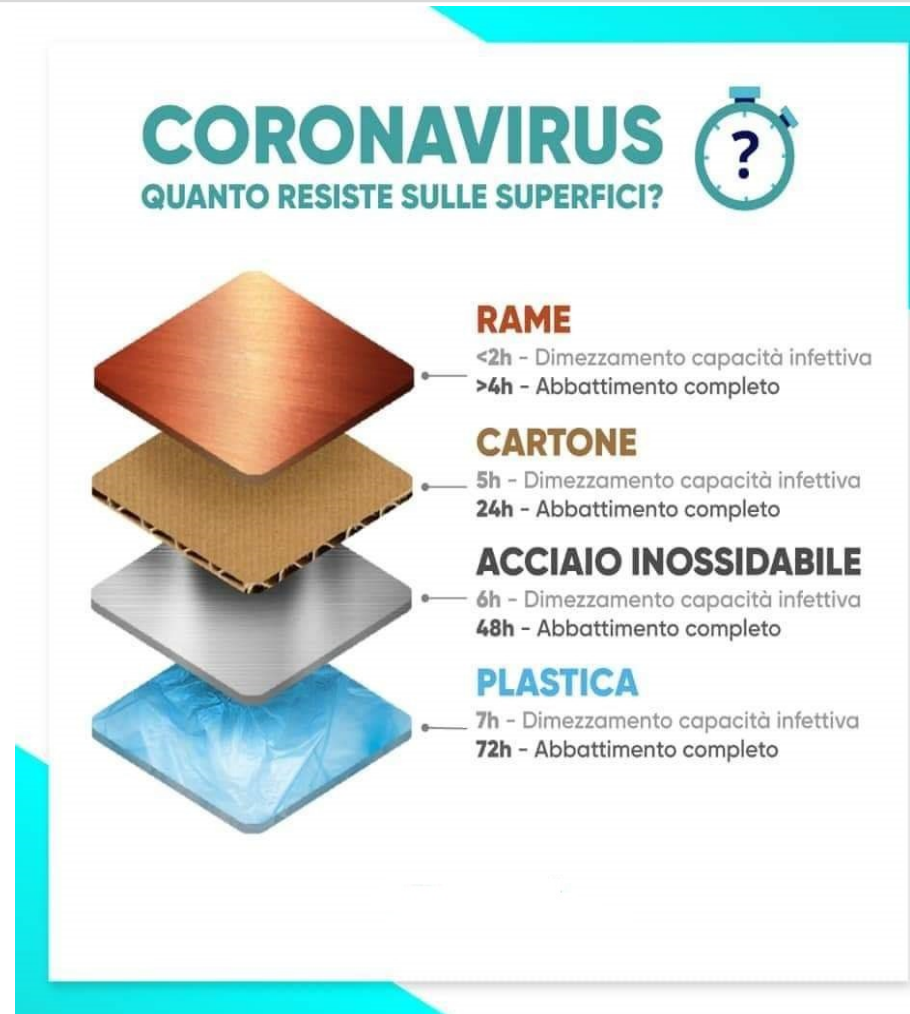 CORONAVIRUS
QUANTO RESISTE SULLE SUPERFICI?
?
RAME
<2h - Dimezzamento capacità infettiva
>4h - Abbattimento completo
CARTONE
5h - Dimezzamento capacità infettiva
24h - Abbattimento completo
ACCIAIO INOSSIDABILE
6h - Dimezzamento capacità infettiva
48h - Abbattimento completo
PLASTICA
7h - Dimezzamento capacità infettiva
72h - Abbattimento completo